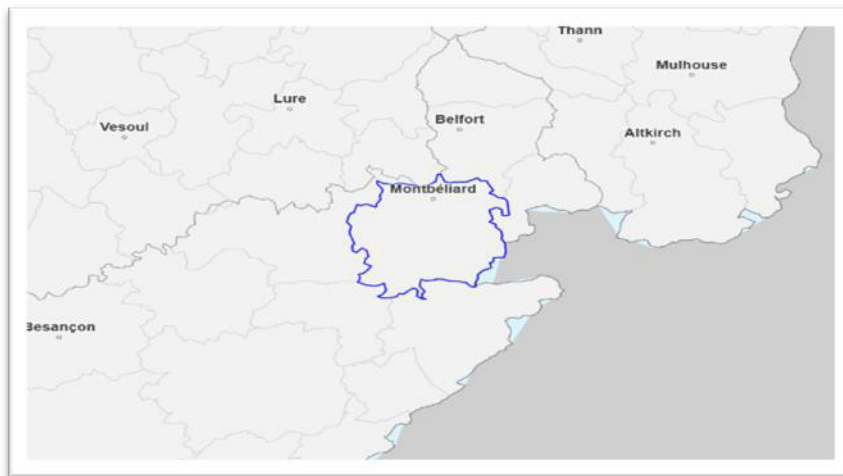 Thann
Mulhouse
Lure
Vesoul
Belfort
Altkirch
Montbéliard
Besançon